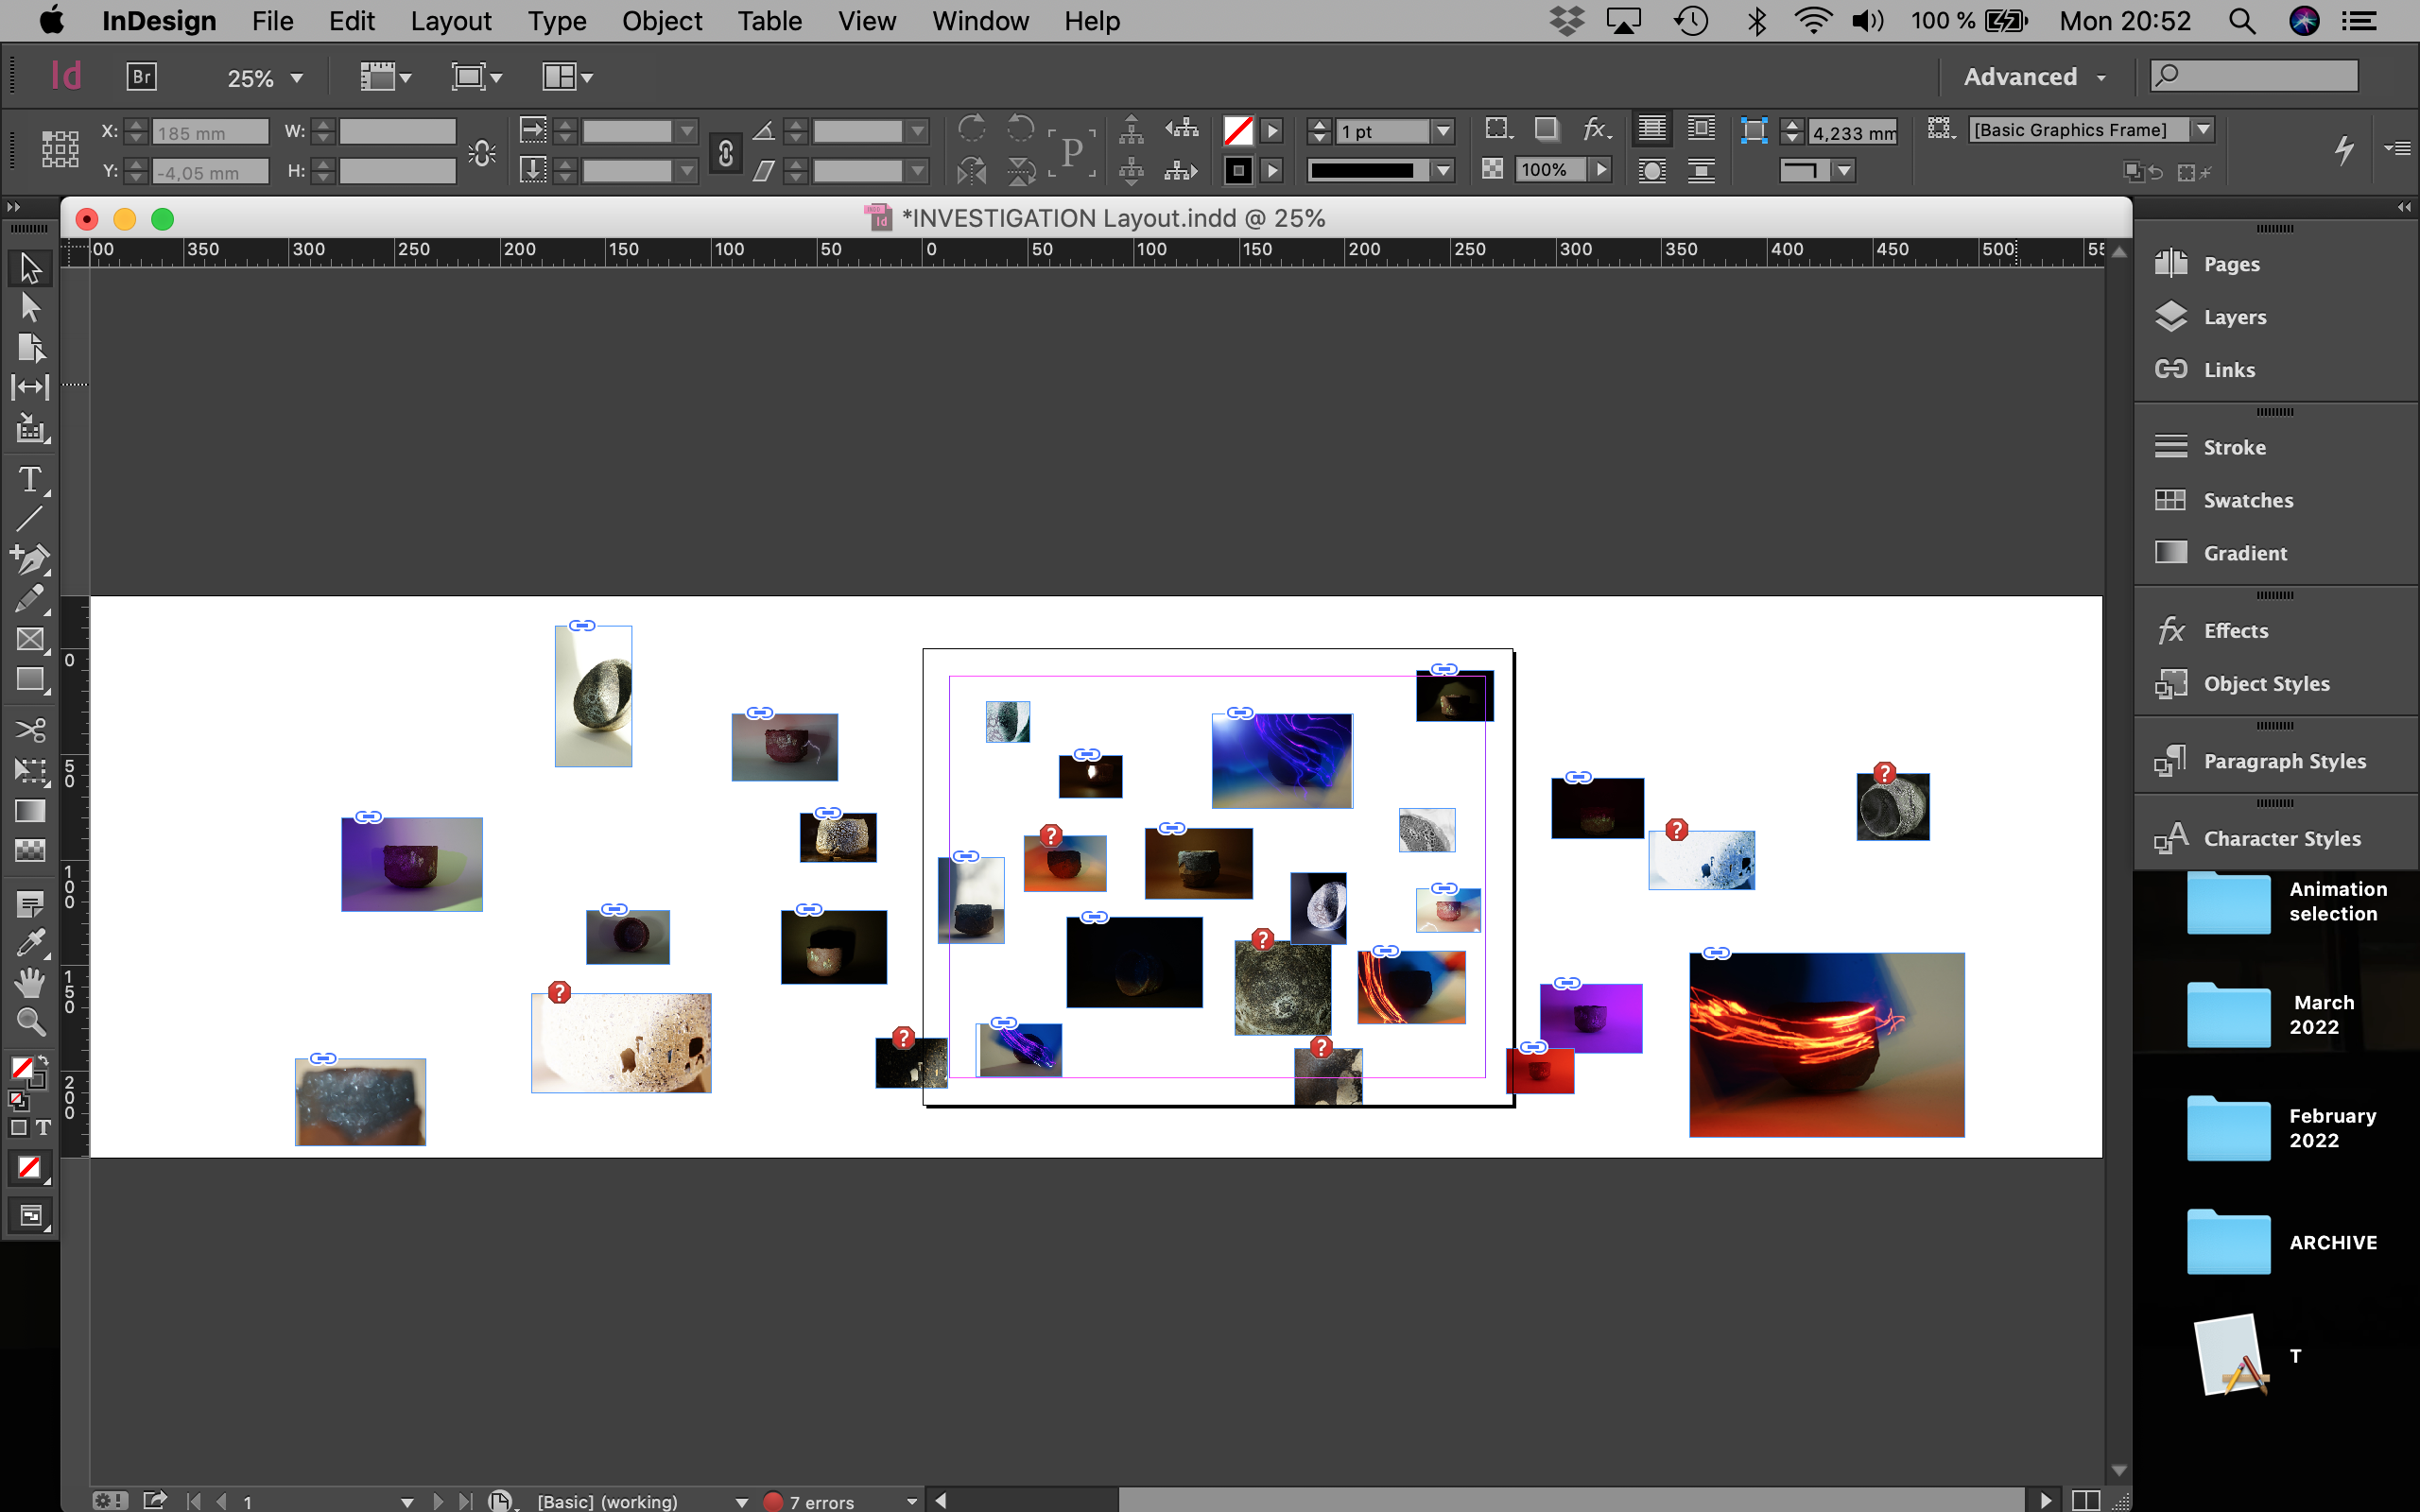 InDesign File Edit Layout Type Object Table View Window Help 100 % Mon 20:52
Id Br 25% Advanced
X: 185 mm W: 1 pt fx 4,233 mm [Basic Graphics Frame]
Y: -4,05 mm H: P 100%
*INVESTIGATION Layout.indd @ 25%
00 350 300 250 200 150 100 50 0 50 100 150 200 250 300 350 400 450 500 55
0
50
100
150
200
T
T
Pages
Layers
Links
Stroke
Swatches
Gradient
fx Effects
Object Styles
Paragraph Styles
A Character Styles
Animation
selection
March
2022
February
2022
ARCHIVE
T
? ? ? ? ? ? ? ?
1 [Basic] (working) 7 errors